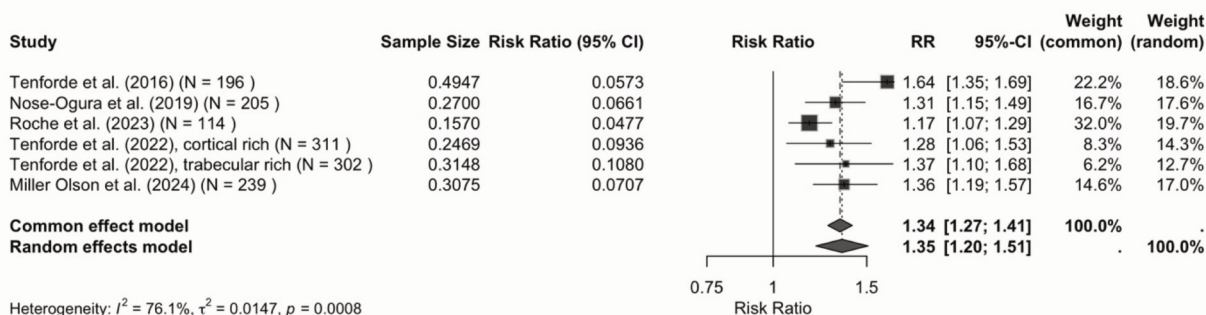 Weight Weight
Study Sample Size Risk Ratio (95% CI) Risk Ratio RR 95%-CI (common) (random)
Tenforde et al. (2016) (N = 196 ) 0.4947 0.0573 1.64 [1.35; 1.69] 22.2% 18.6%
Nose-Ogura et al. (2019) (N = 205 ) 0.2700 0.0661 1.31 [1.15; 1.49] 16.7% 17.6%
Roche et al. (2023) (N = 114 ) 0.1570 0.0477 1.17 [1.07; 1.29] 32.0% 19.7%
Tenforde et al. (2022), cortical rich (N = 311 ) 0.2469 0.0936 1.28 [1.06; 1.53] 8.3% 14.3%
Tenforde et al. (2022), trabecular rich (N = 302 ) 0.3148 0.1080 1.37 [1.10; 1.68] 6.2% 12.7%
Miller Olson et al. (2024) (N = 239 ) 0.3075 0.0707 1.36 [1.19; 1.57] 14.6% 17.0%
Common effect model 1.34 [1.27; 1.41] 100.0% .
Random effects model 1.35 [1.20; 1.51] . 100.0%
0.75 1 1.5
Heterogeneity: I² = 76.1%, τ² = 0.0147, p = 0.0008 Risk Ratio